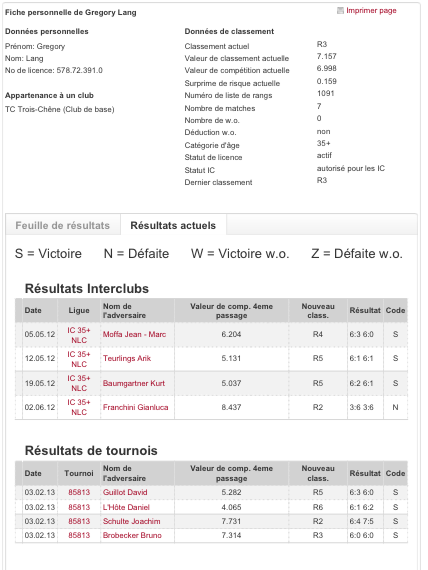 Fiche personnelle de Gregory Lang
Imprimer page
Données personnelles
Prénom: Gregory
Nom: Lang
No de licence: 578.72.391.0
Appartenance à un club
TC Trois-Chêne (Club de base)
Données de classement
Classement actuel R3
Valeur de classement actuelle 7.157
Valeur de compétition actuelle 6.998
Surprime de risque actuelle 0.159
Numéro de liste de rangs 1091
Nombre de matches 7
Nombre de w.o. 0
Déduction w.o. non
Catégorie d'âge 35+
Statut de licence actif
Statut IC autorisé pour les IC
Dernier classement R3
Feuille de résultats Résultats actuels
S = Victoire N = Défaite W = Victoire w.o. Z = Défaite w.o.
Résultats Interclubs
Date Ligue Nom de l'adversaire Valeur de comp. 4eme passage Nouveau class. Résultat Code
05.05.12 IC 35+ NLC Moffa Jean - Marc 6.204 R4 6:3 6:0 S
12.05.12 IC 35+ NLC Teurlings Arik 5.131 R5 6:1 6:1 S
19.05.12 IC 35+ NLC Baumgartner Kurt 5.037 R5 6:2 6:1 S
02.06.12 IC 35+ NLC Franchini Gianluca 8.437 R2 3:6 3:6 N
Résultats de tournois
Date Tournoi Nom de l'adversaire Valeur de comp. 4eme passage Nouveau class. Résultat Code
03.02.13 85813 Guillot David 5.282 R5 6:3 6:0 S
03.02.13 85813 L'Hôte Daniel 4.065 R6 6:1 6:2 S
03.02.13 85813 Schulte Joachim 7.731 R2 6:4 7:5 S
03.02.13 85813 Brobecker Bruno 7.314 R3 6:0 6:0 S